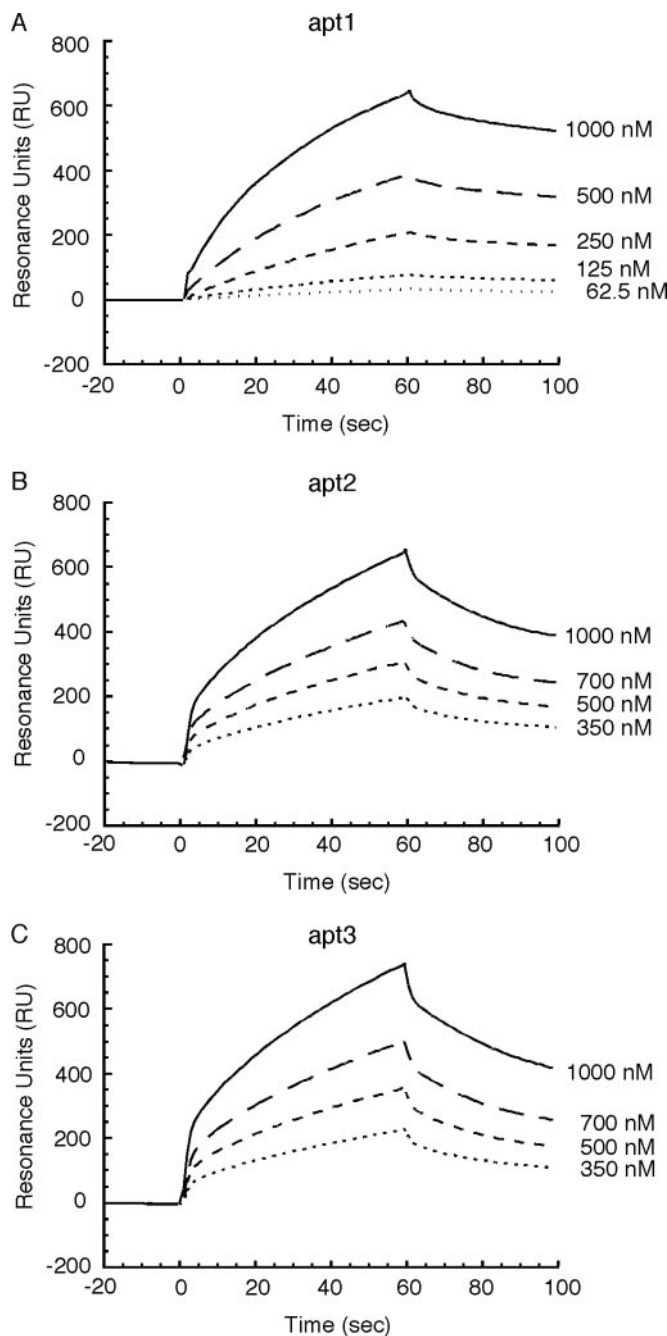 A
apt1
800
600
400
200
0
-200
Resonance Units (RU)
1000 nM
500 nM
250 nM
125 nM
62.5 nM
-20 0 20 40 60 80 100
Time (sec)
B
apt2
800
600
400
200
0
-200
Resonance Units (RU)
1000 nM
700 nM
500 nM
350 nM
-20 0 20 40 60 80 100
Time (sec)
C
apt3
800
600
400
200
0
-200
Resonance Units (RU)
1000 nM
700 nM
500 nM
350 nM
-20 0 20 40 60 80 100
Time (sec)